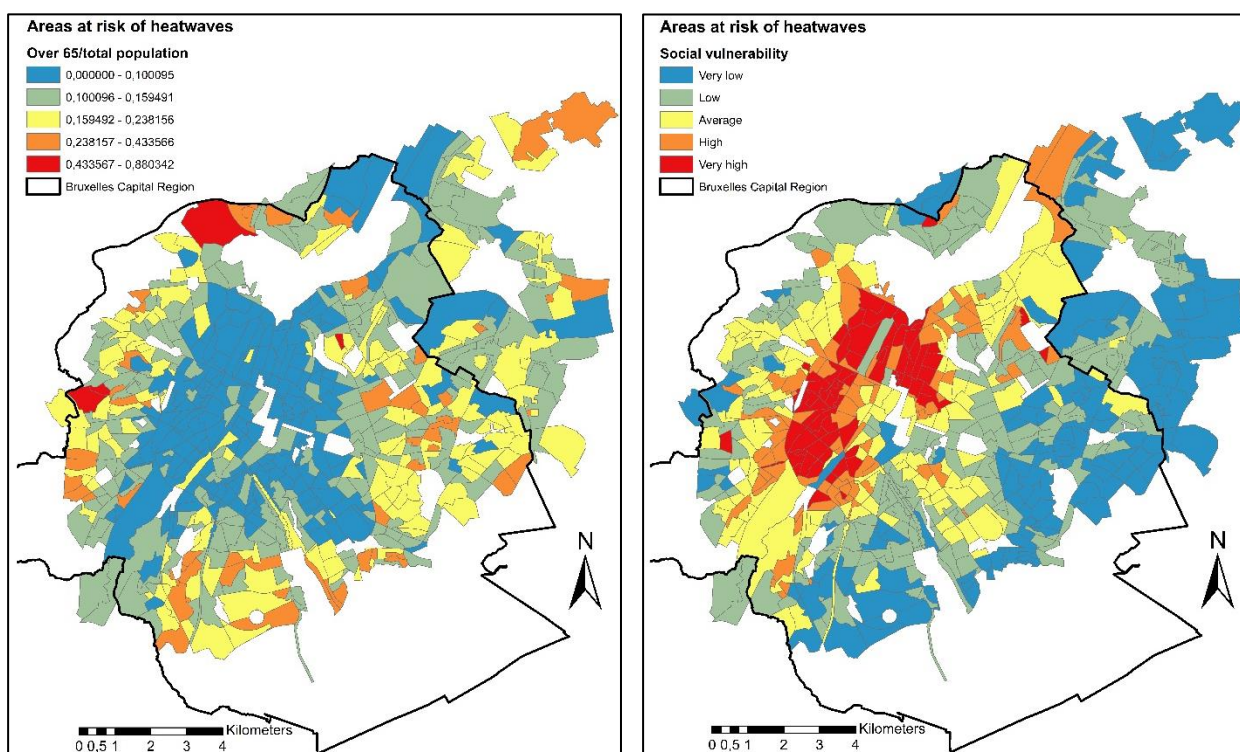 Areas at risk of heatwaves
Over 65/total population
0,000000 - 0,100095
0,100096 - 0,159491
0,159492 - 0,238156
0,238157 - 0,433566
0,433567 - 0,880342
Bruxelles Capital Region
N
Kilometers
0 0,5 1 2 3 4
Areas at risk of heatwaves
Social vulnerability
Very low
Low
Average
High
Very high
Bruxelles Capital Region
N
Kilometers
0 0,5 1 2 3 4